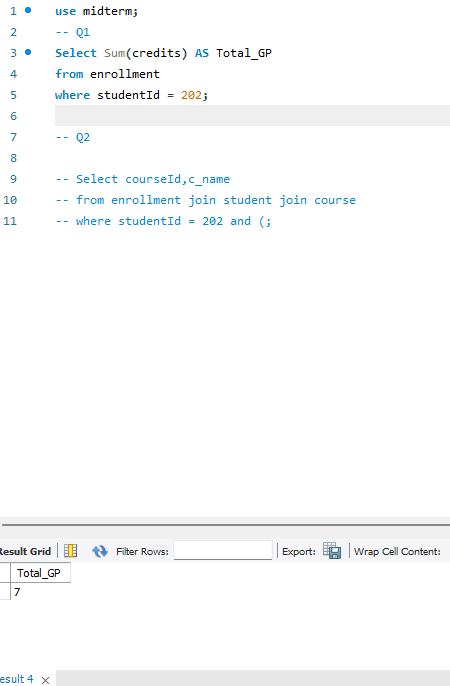 1 use midterm;
2 -- Q1
3 Select Sum(credits) AS Total_GP
4 from enrollment
5 where studentId = 202;
6
7 -- Q2
8
9 -- Select courseId,c_name
10 -- from enrollment join student join course
11 -- where studentId = 202 and (;
Result Grid Filter Rows: Export: Wrap Cell Content:
Total_GP
7
esult 4 ×